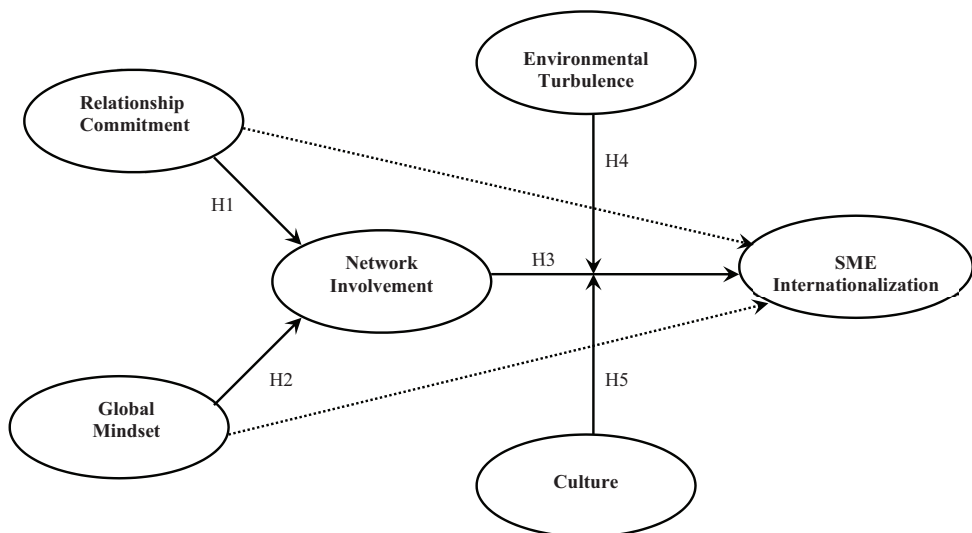 Environmental
Turbulence
Relationship
Commitment
H4
H1
Network
Involvement
H3
SME
Internationalization
H2
H5
Global
Mindset
Culture